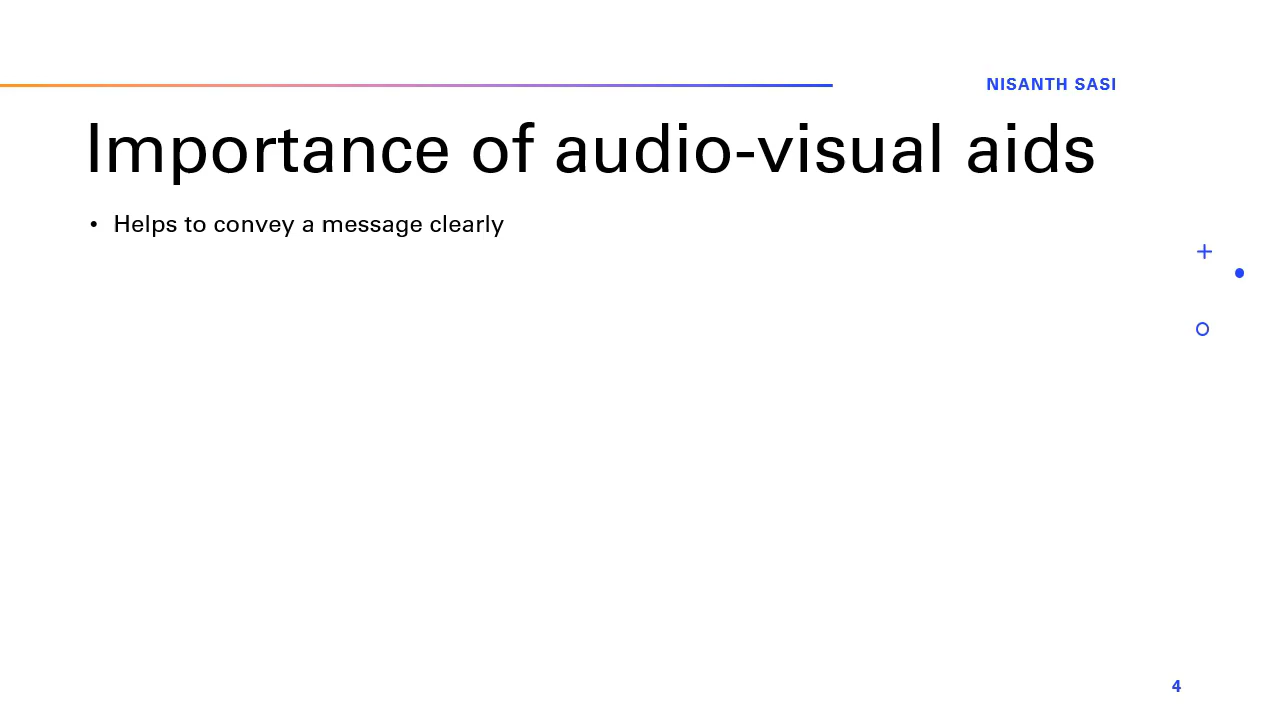 NISANTH SASI
Importance of audio-visual aids
• Helps to convey a message clearly
4